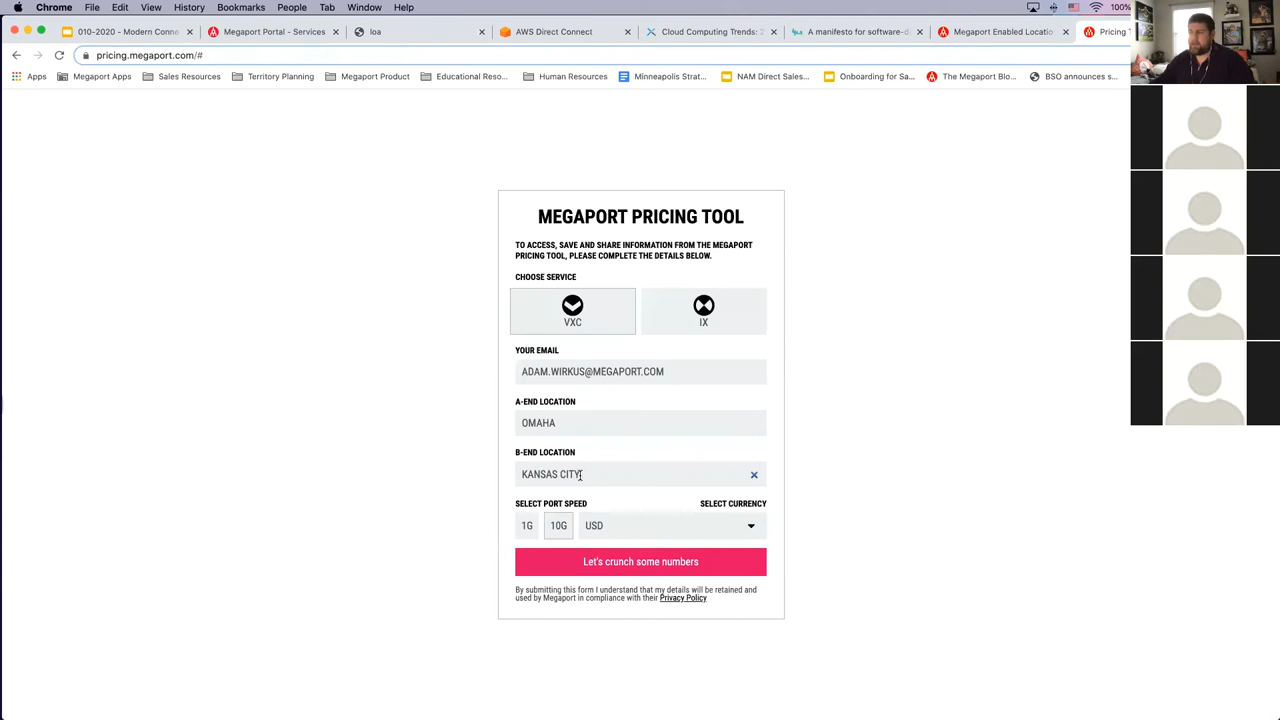 Chrome File Edit View History Bookmarks People Tab Window Help 100%
010-2020 - Modern Conne × Megaport Portal - Services × loa × AWS Direct Connect × Cloud Computing Trends: 2 × A manifesto for software-d × Megaport Enabled Locatio × Pricing T
pricing.megaport.com/#
Apps Megaport Apps Sales Resources Territory Planning Megaport Product Educational Reso... Human Resources Minneapolis Strat... NAM Direct Sales... Onboarding for Sa... The Megaport Blo... BSO announces s...
MEGAPORT PRICING TOOL
TO ACCESS, SAVE AND SHARE INFORMATION FROM THE MEGAPORT
PRICING TOOL, PLEASE COMPLETE THE DETAILS BELOW.
CHOOSE SERVICE
VXC IX
YOUR EMAIL
ADAM.WIRKUS@MEGAPORT.COM
A-END LOCATION
OMAHA
B-END LOCATION
KANSAS CITY
SELECT PORT SPEED SELECT CURRENCY
1G 10G USD
Let's crunch some numbers
By submitting this form I understand that my details will be retained and
used by Megaport in compliance with their Privacy Policy